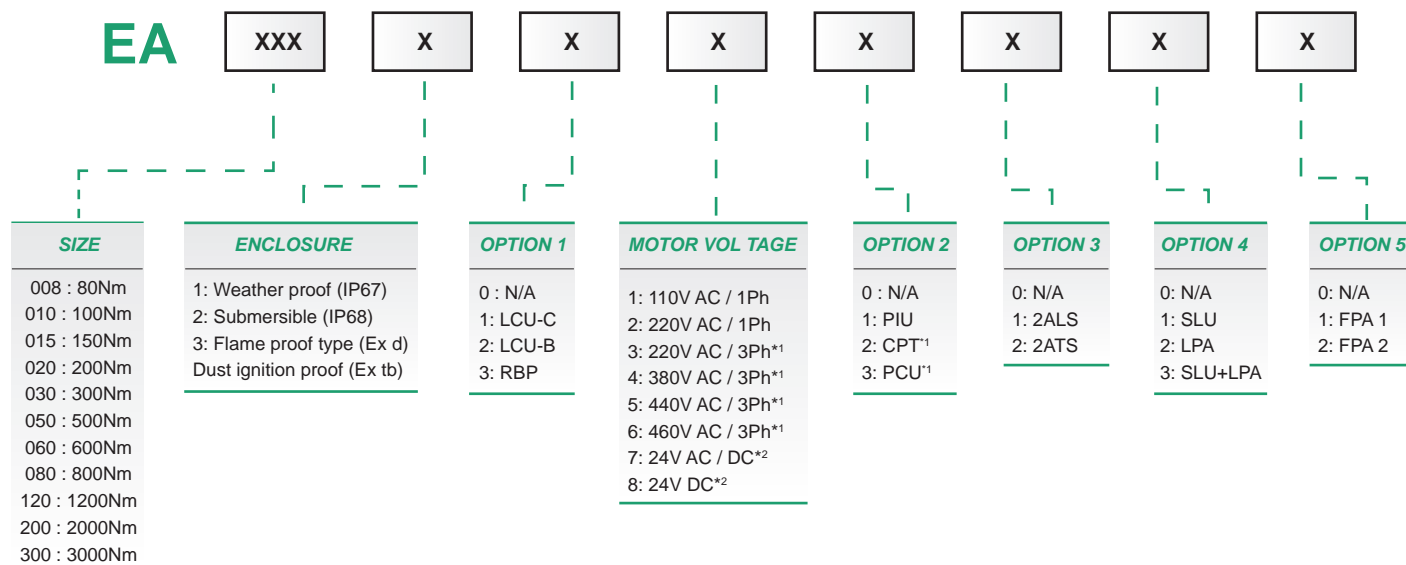 EA XXX X X X X X X X
SIZE
008 : 80Nm
010 : 100Nm
015 : 150Nm
020 : 200Nm
030 : 300Nm
050 : 500Nm
060 : 600Nm
080 : 800Nm
120 : 1200Nm
200 : 2000Nm
300 : 3000Nm
ENCLOSURE
1: Weather proof (IP67)
2: Submersible (IP68)
3: Flame proof type (Ex d)
Dust ignition proof (Ex tb)
OPTION 1
0 : N/A
1: LCU-C
2: LCU-B
3: RBP
MOTOR VOL TAGE
1: 110V AC / 1Ph
2: 220V AC / 1Ph
3: 220V AC / 3Ph*1
4: 380V AC / 3Ph*1
5: 440V AC / 3Ph*1
6: 460V AC / 3Ph*1
7: 24V AC / DC*2
8: 24V DC*2
OPTION 2
0 : N/A
1: PIU
2: CPT*1
3: PCU*1
OPTION 3
0: N/A
1: 2ALS
2: 2ATS
OPTION 4
0: N/A
1: SLU
2: LPA
3: SLU+LPA
OPTION 5
0: N/A
1: FPA 1
2: FPA 2